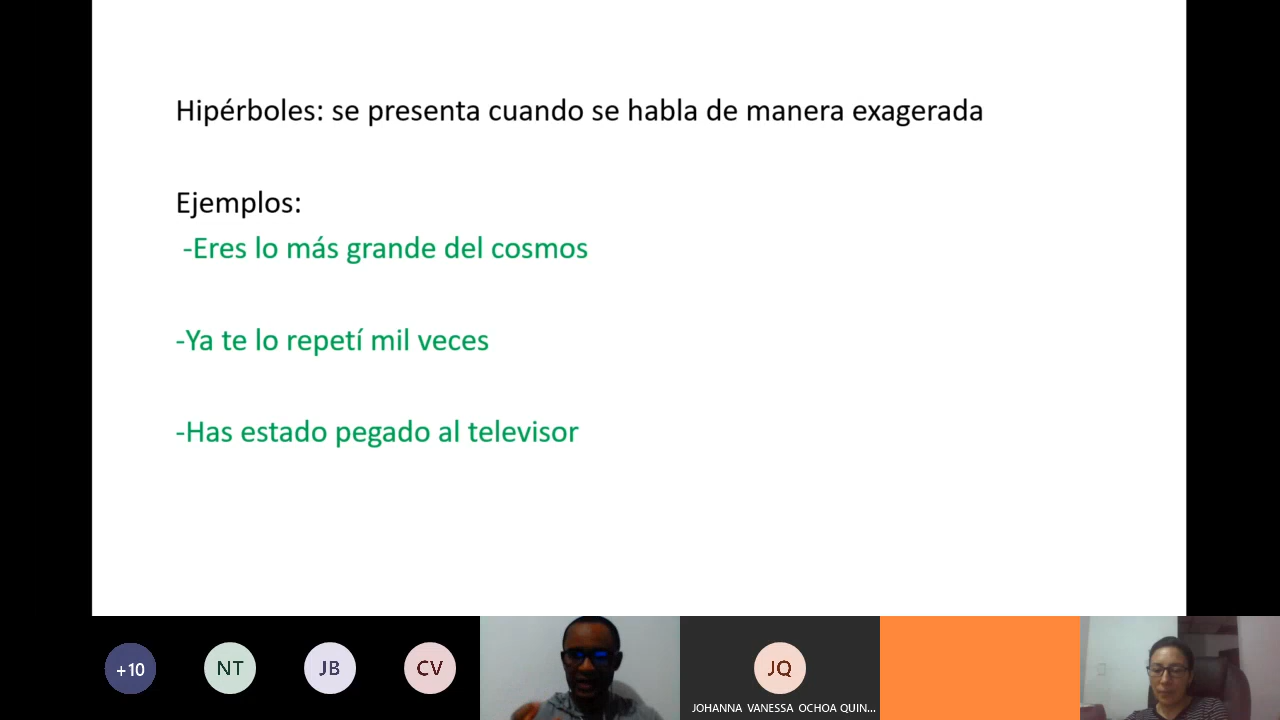 Hipérboles: se presenta cuando se habla de manera exagerada
Ejemplos:
-Eres lo más grande del cosmos
-Ya te lo repetí mil veces
-Has estado pegado al televisor
+10
NT
JB
CV
JQ
JOHANNA VANESSA OCHOA QUIN...